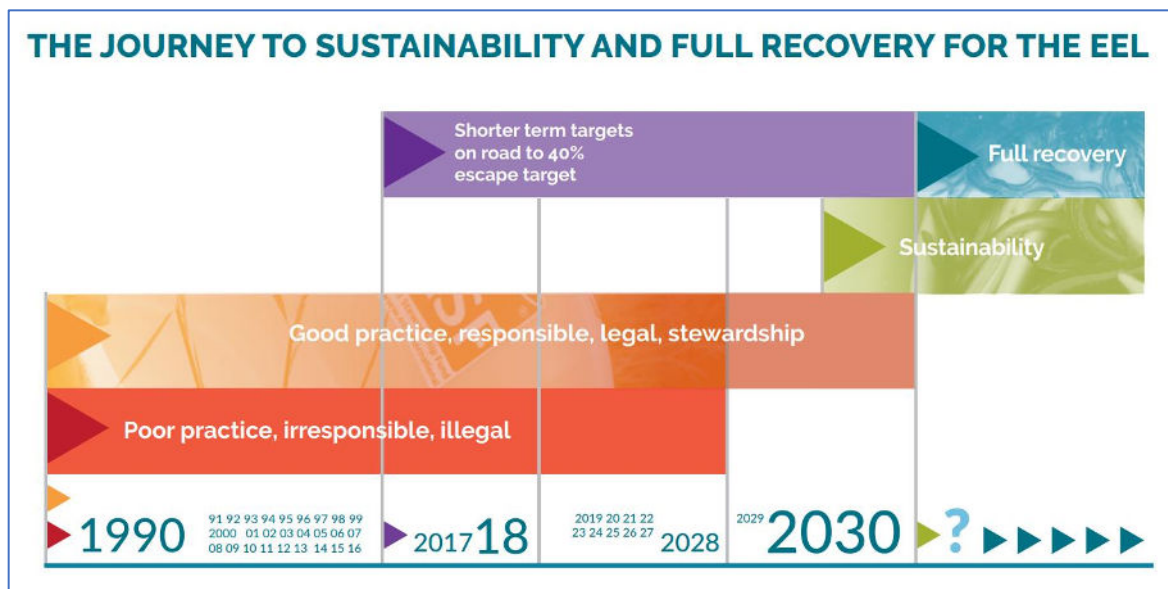 THE JOURNEY TO SUSTAINABILITY AND FULL RECOVERY FOR THE EEL
Shorter term targets
on road to 40%
escape target
Full recovery
Sustainability
Good practice, responsible, legal, stewardship
Poor practice, irresponsible, illegal
1990
91 92 93 94 95 96 97 98 99
2000 01 02 03 04 05 06 07
08 09 10 11 12 13 14 15 16
2017 18
2019 20 21 22
23 24 25 26 27
2028
2029
2030
?